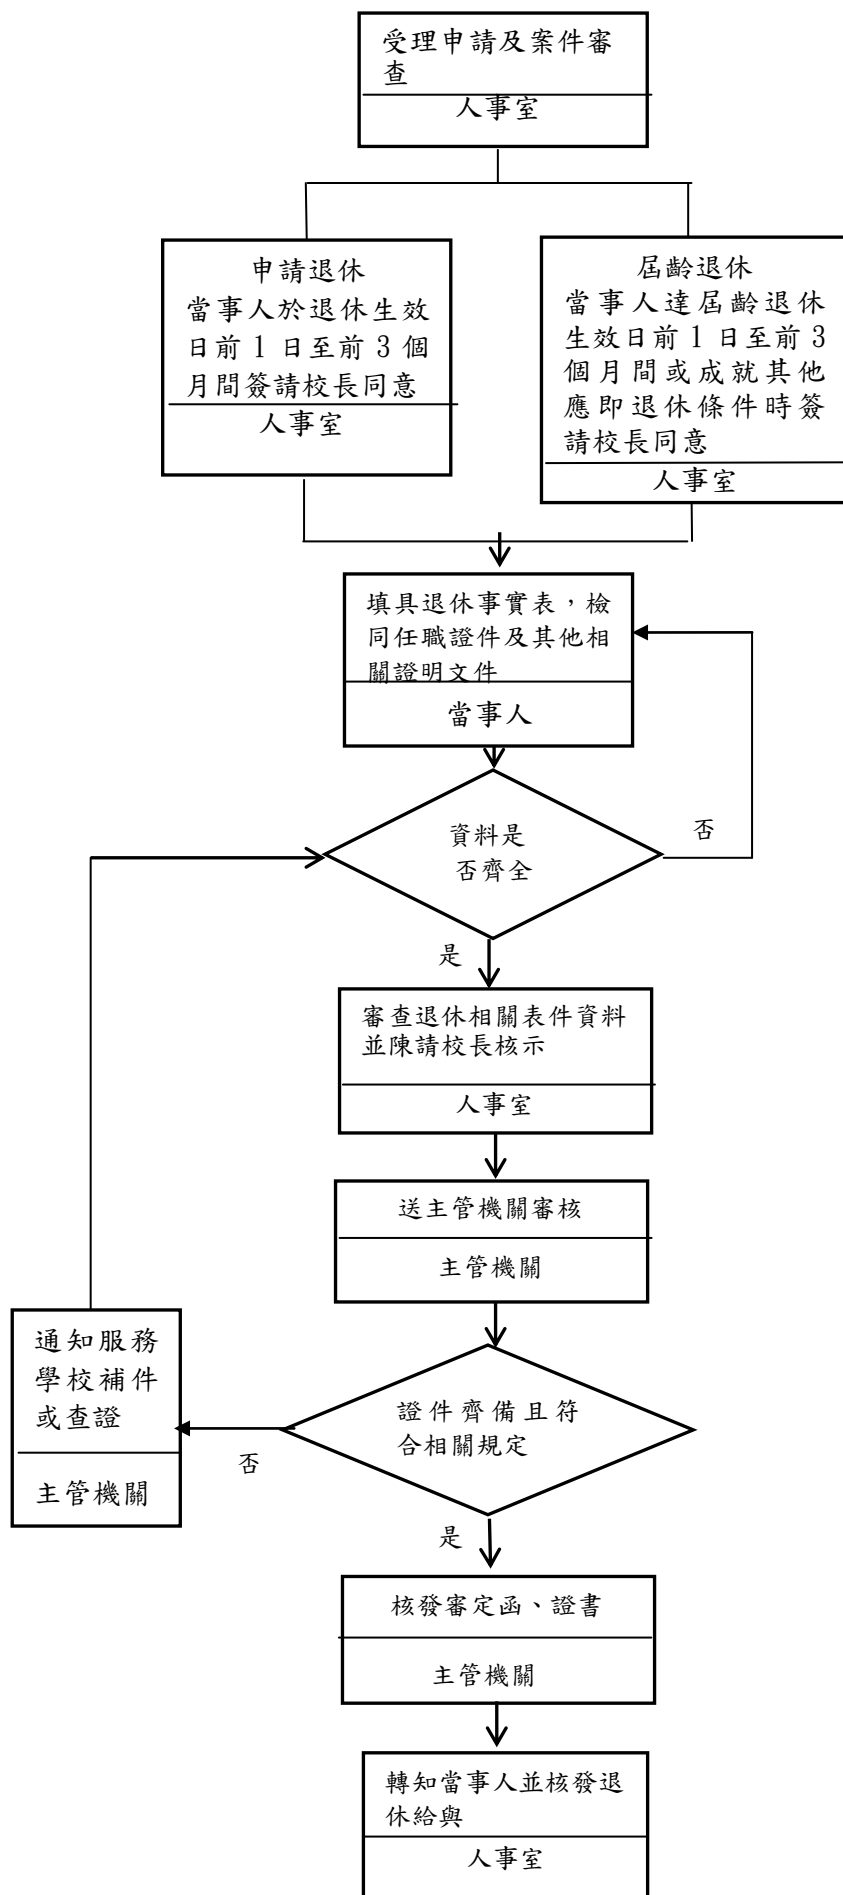 受理申請及案件審
查
人事室
申請退休
當事人於退休生效
日前 1 日至前 3 個
月間簽請校長同意
人事室
屆齡退休
當事人達屆齡退休
生效日前 1 日至前 3
個月間或成就其他
應即退休條件時簽
請校長同意
人事室
填具退休事實表，檢
同任職證件及其他相
關證明文件
當事人
資料是
否齊全
否
是
審查退休相關表件資料
並陳請校長核示
人事室
送主管機關審核
主管機關
通知服務
學校補件
或查證
主管機關
證件齊備且符
合相關規定
否
是
核發審定函、證書
主管機關
轉知當事人並核發退
休給與
人事室